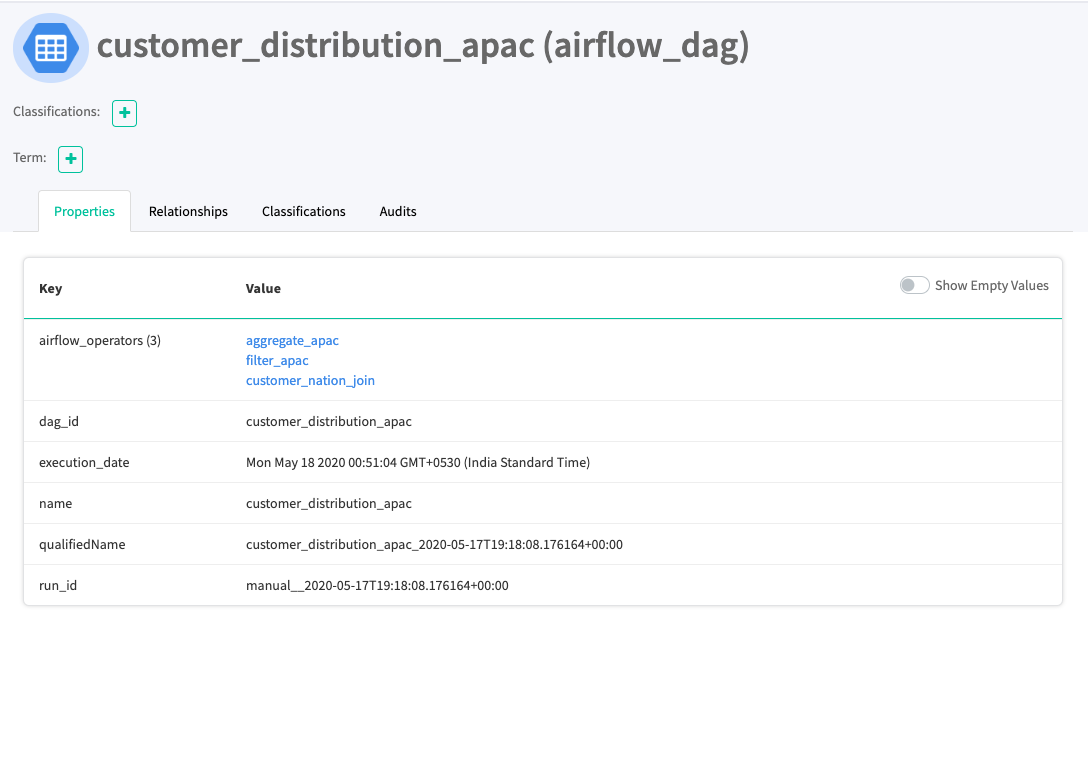 customer_distribution_apac (airflow_dag)
Classifications:
Term:
Properties Relationships Classifications Audits
Key Value Show Empty Values
airflow_operators (3) aggregate_apac
filter_apac
customer_nation_join
dag_id customer_distribution_apac
execution_date Mon May 18 2020 00:51:04 GMT+0530 (India Standard Time)
name customer_distribution_apac
qualifiedName customer_distribution_apac_2020-05-17T19:18:08.176164+00:00
run_id manual__2020-05-17T19:18:08.176164+00:00